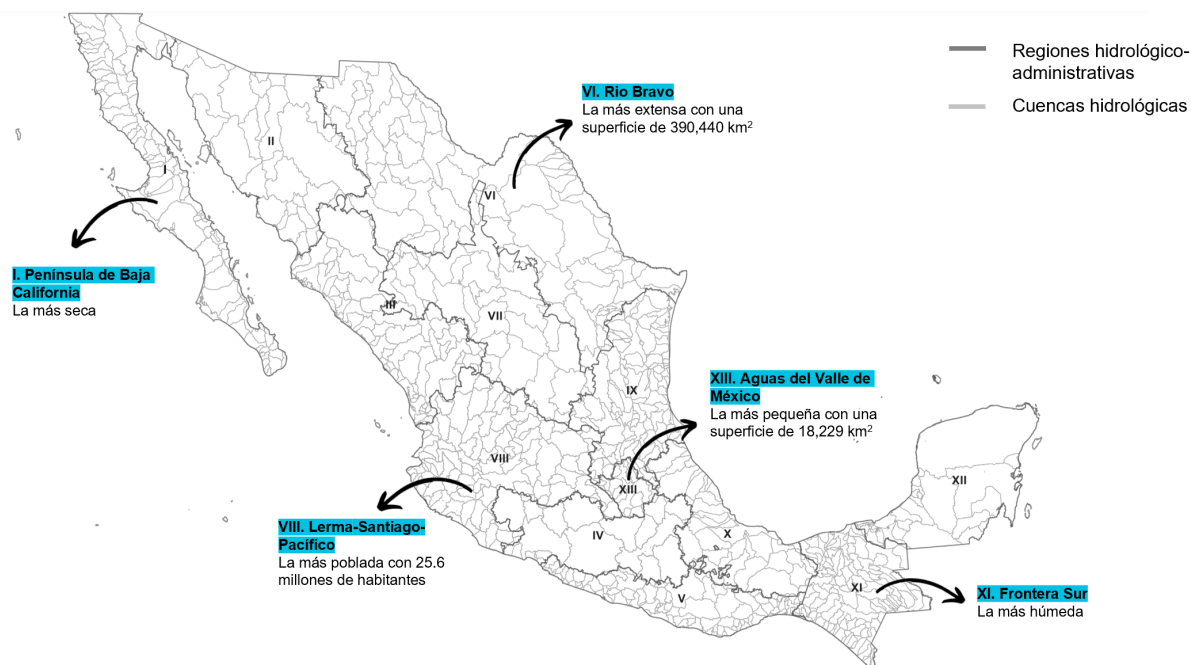 Regiones hidrológico-
administrativas
Cuencas hidrológicas
VI. Rio Bravo
La más extensa con una
superficie de 390,440 km²
II
I
VI
I. Península de Baja
California
La más seca
III
VII
IX
XIII. Aguas del Valle de
México
La más pequeña con una
superficie de 18,229 km²
VIII
XIII
XII
VIII. Lerma-Santiago-
Pacífico
La más poblada con 25.6
millones de habitantes
IV
X
V
XI
XI. Frontera Sur
La más húmeda